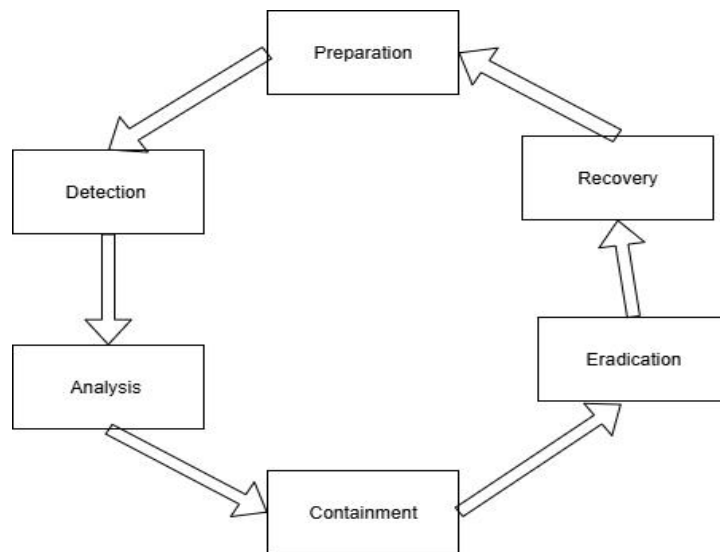 Preparation
Detection
Analysis
Containment
Eradication
Recovery